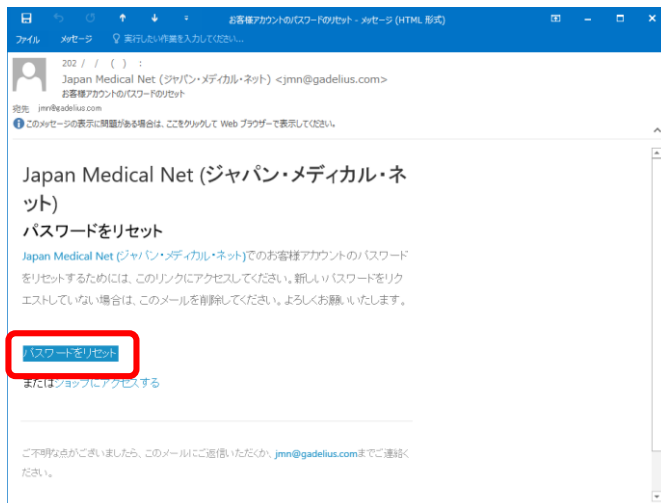 お客様アカウントのパスワードのリセット - メッセージ (HTML 形式)
ファイル メッセージ 実行したい作業を入力してください...
202 / / ( ) :
Japan Medical Net (ジャパン・メディカル・ネット) <jmn@gadelius.com>
お客様アカウントのパスワードのリセット
宛先 jmn@gadelius.com
このメッセージの表示に問題がある場合は、ここをクリックして Web ブラウザーで表示してください。
Japan Medical Net (ジャパン・メディカル・ネ
ット)
パスワードをリセット
Japan Medical Net (ジャパン・メディカル・ネット)でのお客様アカウントのパスワード
をリセットするためには、このリンクにアクセスしてください。新しいパスワードをリク
エストしていない場合は、このメールを削除してください。よろしくお願いいたします。
パスワードをリセット
またはショップにアクセスする
ご不明な点がございましたら、このメールにご返信いただくか、jmn@gadelius.comまでご連絡く
ださい。